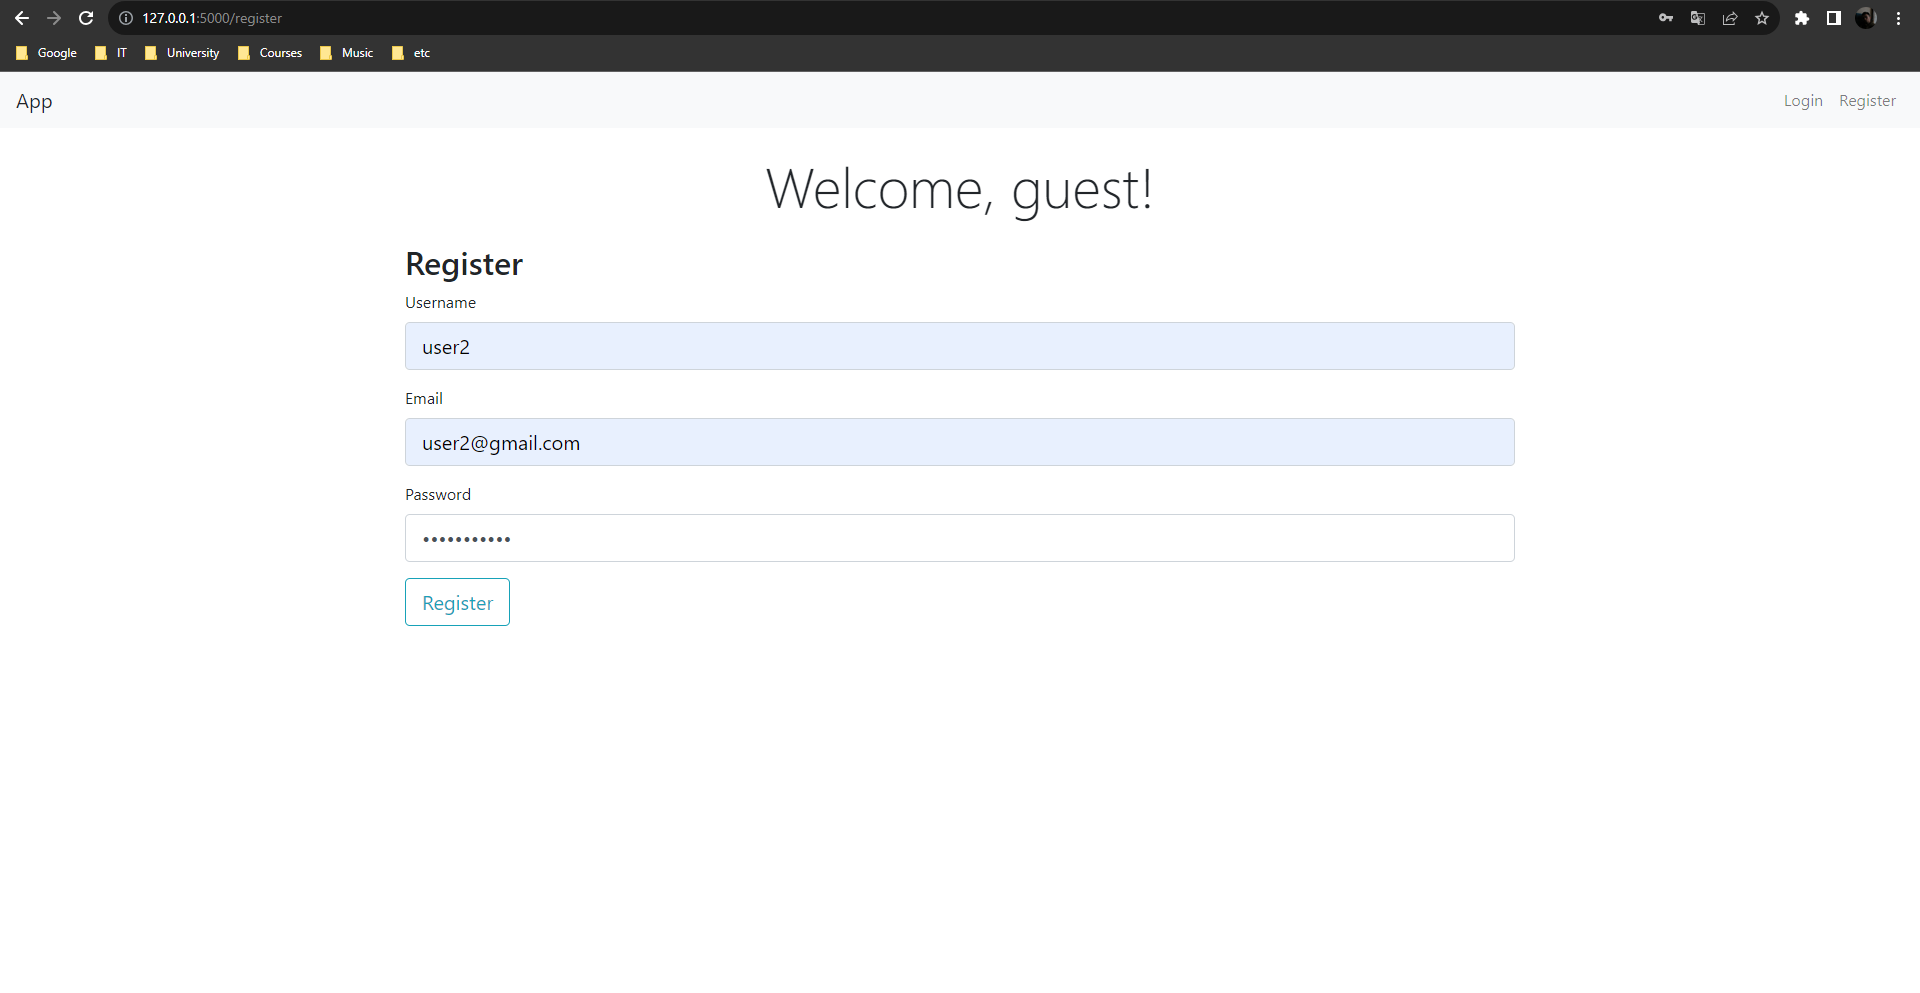 127.0.0.1:5000/register
Google IT University Courses Music etc
App Login Register
Welcome, guest!
Register
Username
user2
Email
user2@gmail.com
Password
•••••••••••
Register